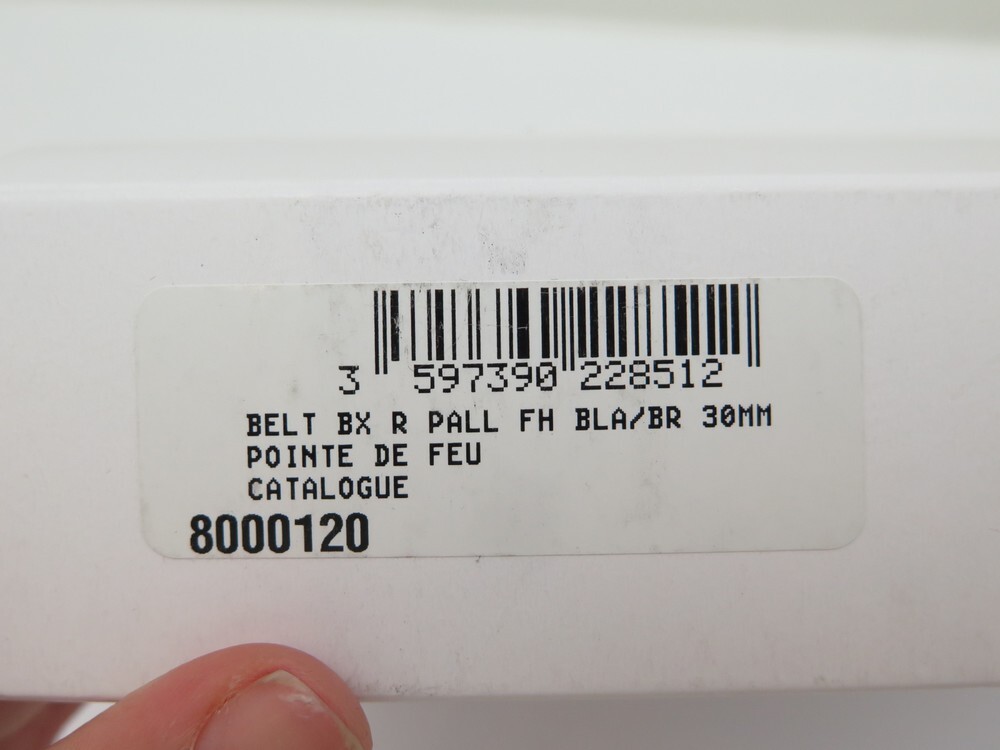 3 597390 228512
BELT BX R PALL FH BLA/BR 30MM
POINTE DE FEU
CATALOGUE
8000120